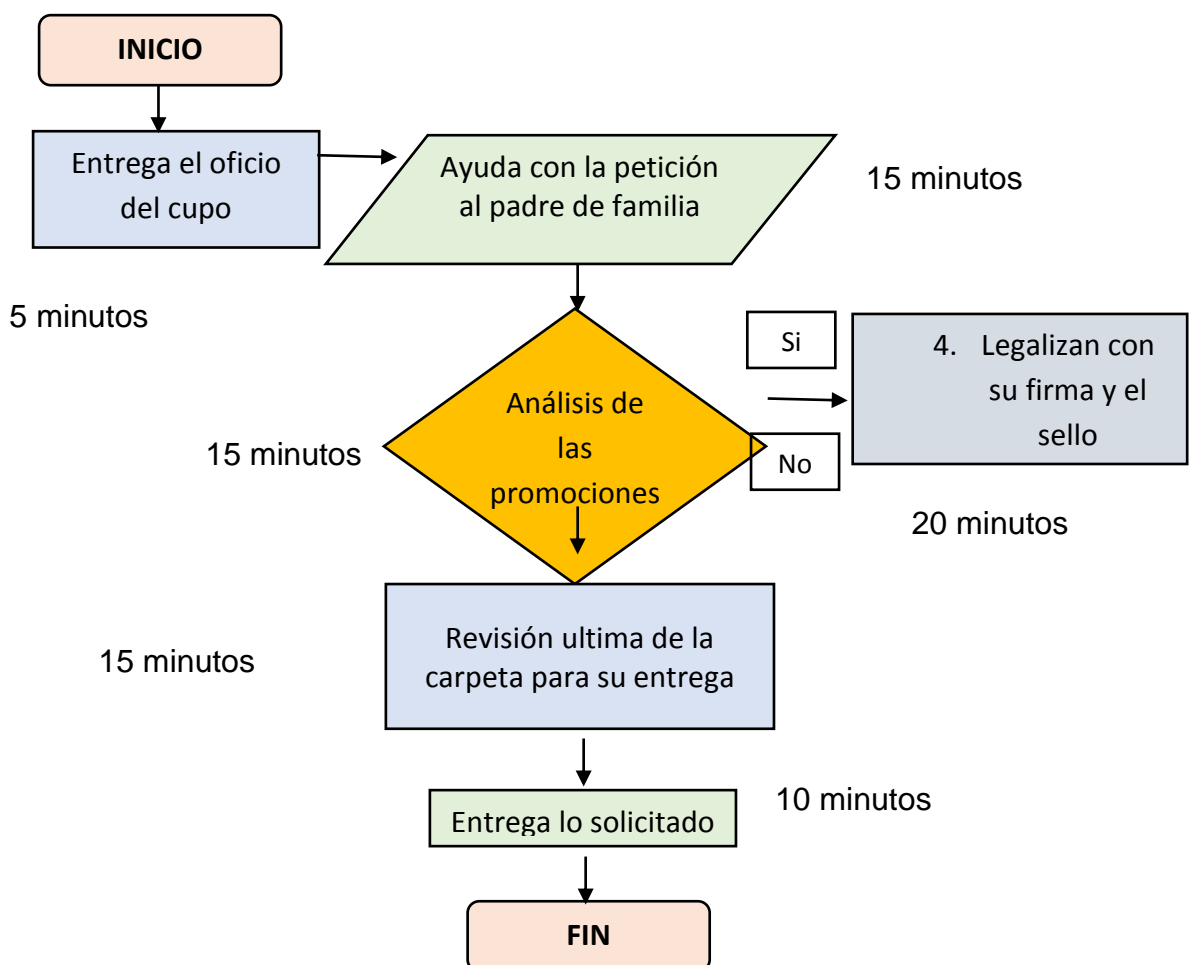 INICIO
Entrega el oficio
del cupo
Ayuda con la petición
al padre de familia
15 minutos
5 minutos
Si
4. Legalizan con
su firma y el
sello
Análisis de
las
promociones
15 minutos
No
20 minutos
Revisión ultima de la
carpeta para su entrega
15 minutos
10 minutos
Entrega lo solicitado
FIN